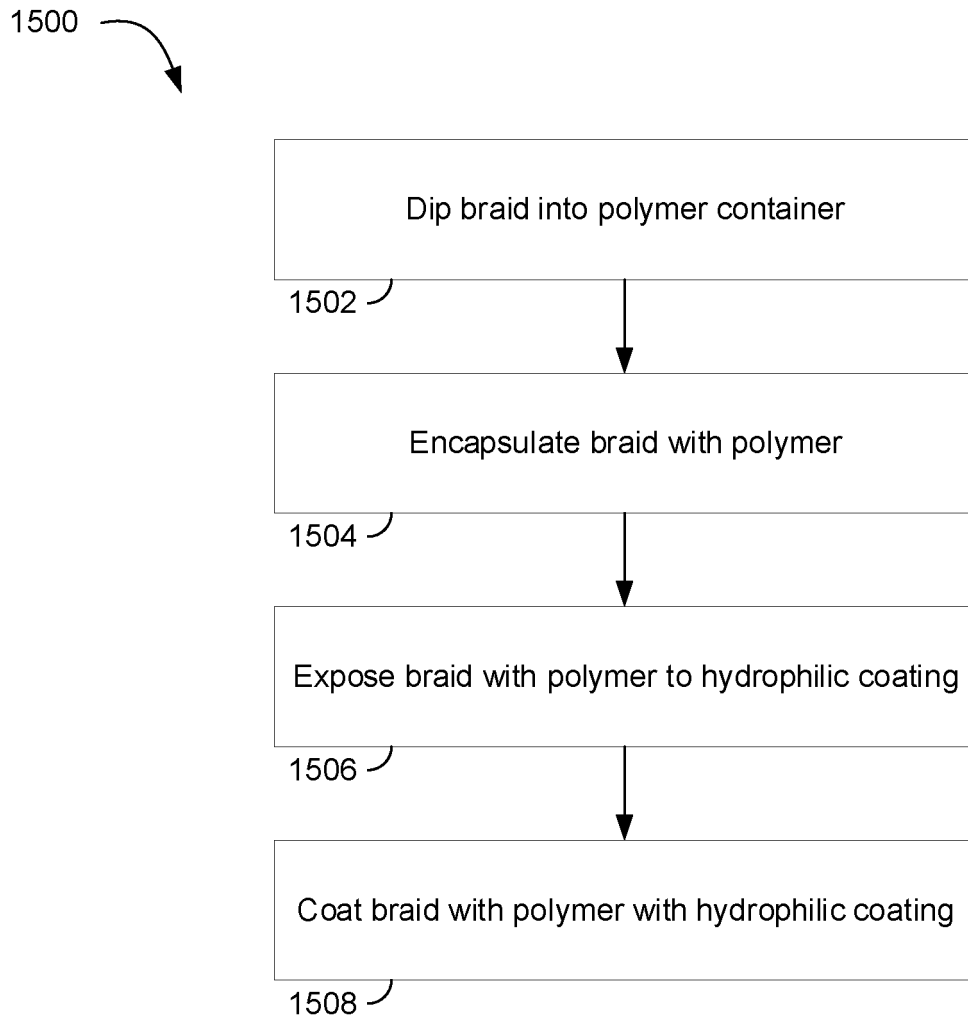 1500
Dip braid into polymer container
1502
Encapsulate braid with polymer
1504
Expose braid with polymer to hydrophilic coating
1506
Coat braid with polymer with hydrophilic coating
1508